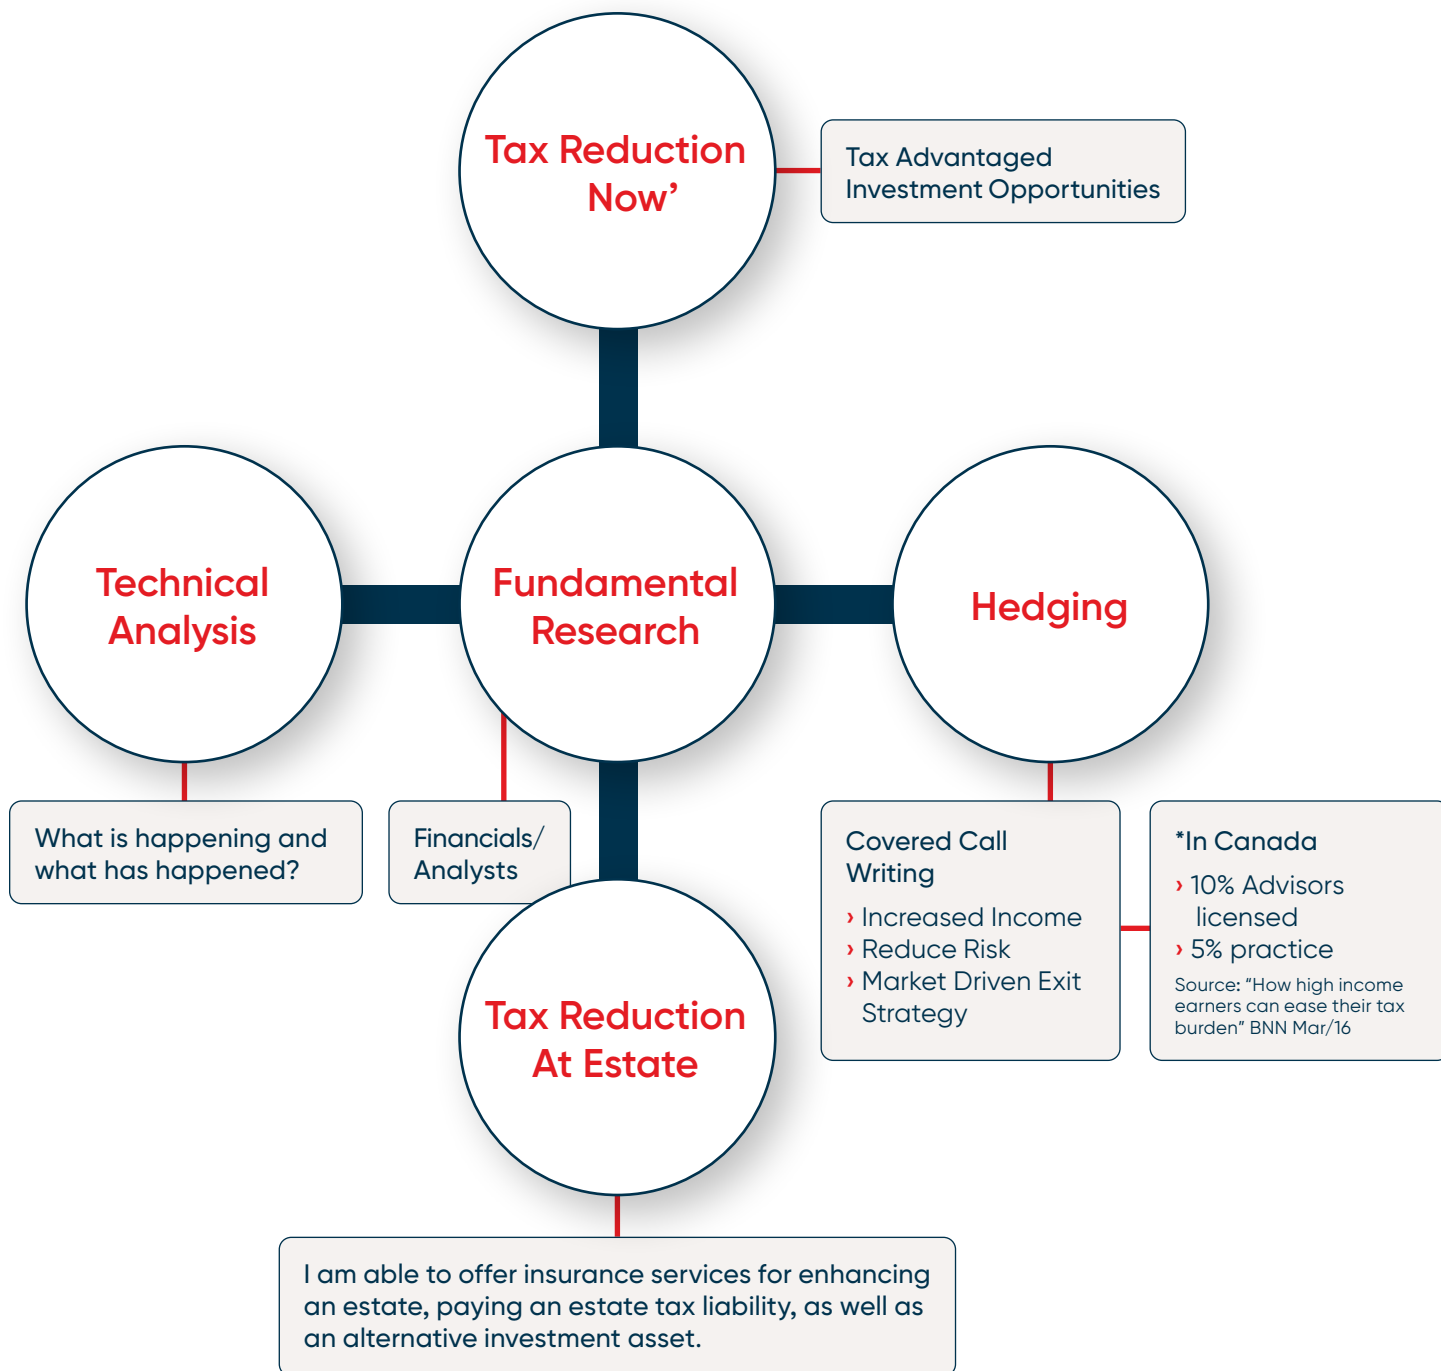 Tax Reduction
Now’
Tax Advantaged
Investment Opportunities
Technical
Analysis
Fundamental
Research
Hedging
What is happening and
what has happened?
Financials/
Analysts
Covered Call
Writing
› Increased Income
› Reduce Risk
› Market Driven Exit
Strategy
*In Canada
› 10% Advisors
licensed
› 5% practice
Source: “How high income
earners can ease their tax
burden” BNN Mar/16
Tax Reduction
At Estate
I am able to offer insurance services for enhancing
an estate, paying an estate tax liability, as well as
an alternative investment asset.